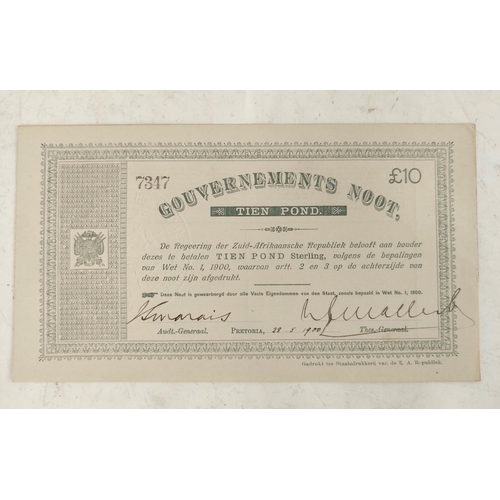 7347
£10
GOUVERNEMENTS NOOT,
TIEN POND.
De Regeering der Zuid-Afrikaansche Republiek belooft aan houder
dezes te betalen TIEN POND Sterling, volgens de bepalingen
van Wet No. 1, 1900, waarvan artt. 2 en 3 op de achterzijde van
deze noot zijn afgedrukt.
Deze Noot is gewaarborgd door alle Vaste Eigendommen van den Staat, zooals bepaald in Wet No. 1, 1900.
Audt.-Generaal. PRETORIA, 28.5.1900 Thes.-Generaal.
Gedrukt ter Staatsdrukkerij van de Z. A. Republiek.